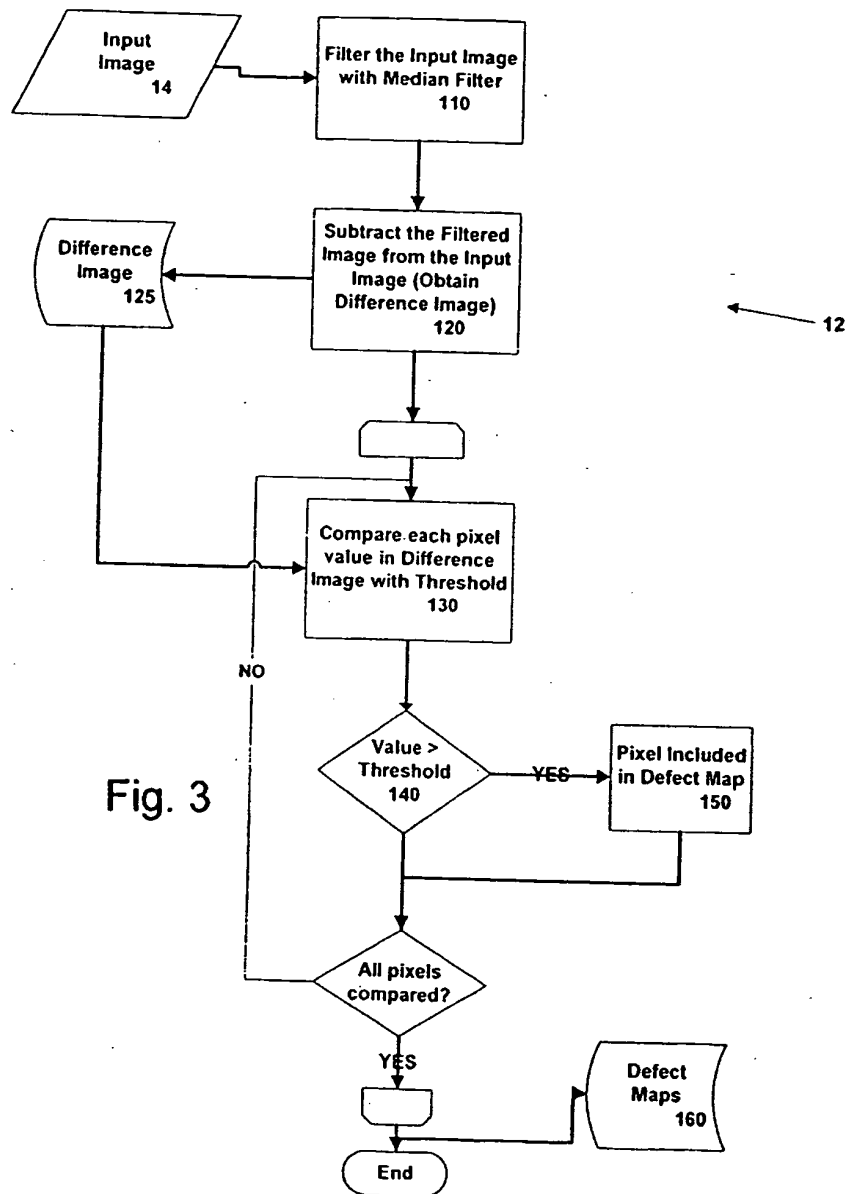 Input
Image
14
Filter the Input Image
with Median Filter
110
Difference
Image
125
Subtract the Filtered
Image from the Input
Image (Obtain
Difference Image)
120
12
Compare each pixel
value in Difference
Image with Threshold
130
NO
Value >
Threshold
140
YES
Pixel Included
in Defect Map
150
Fig. 3
All pixels
compared?
YES
Defect
Maps
160
End